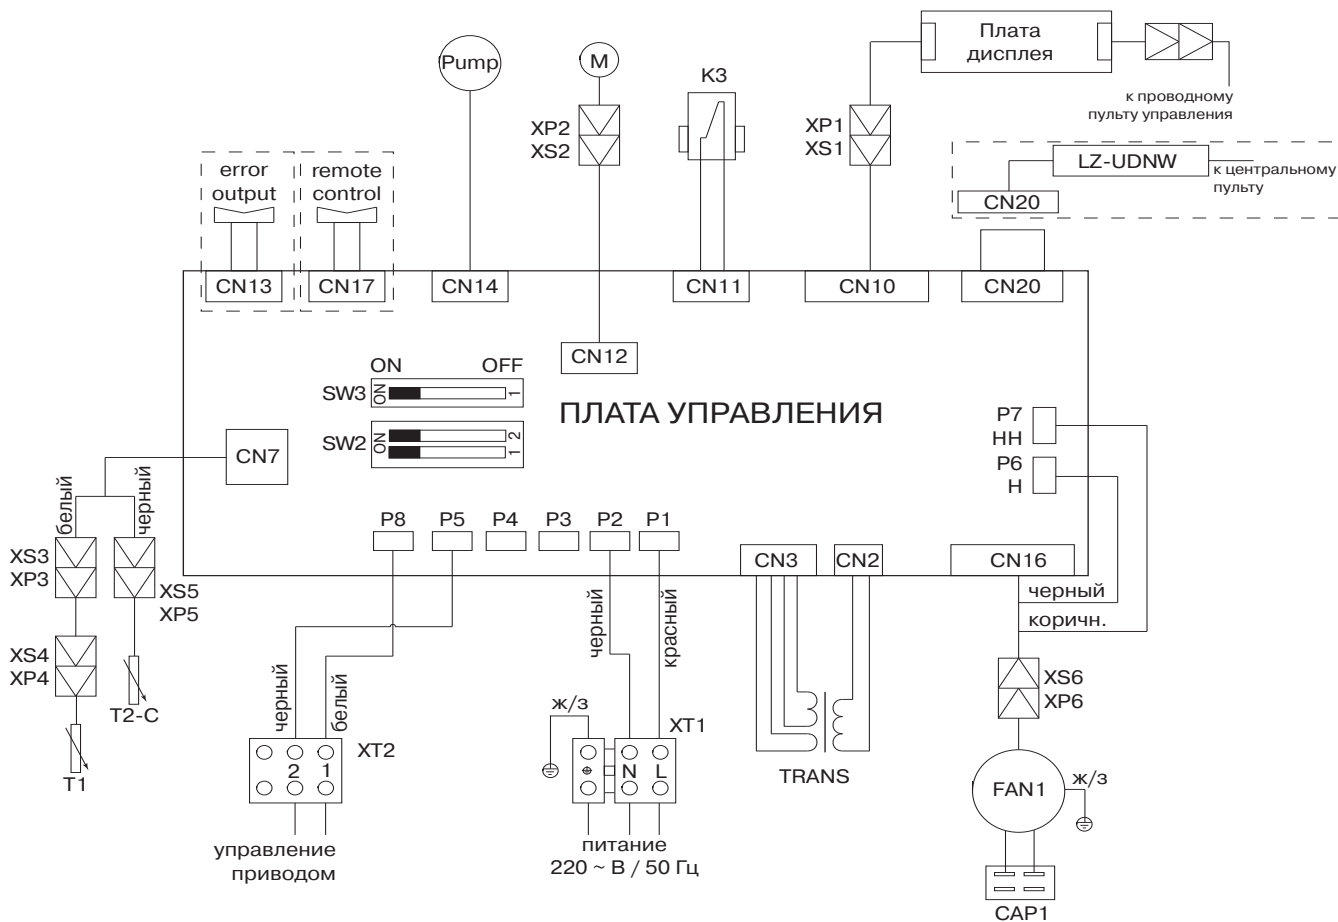 Pump
M
K3
Плата
дисплея
к проводному
пульту управления
XP2
XS2
XP1
XS1
LZ-UDNW
к центральному
пульту
CN20
error
output
remote
control
CN13
CN17
CN14
CN11
CN10
CN20
CN12
ON OFF
SW3
ON
1
SW2
ON
2
1
ПЛАТА УПРАВЛЕНИЯ
P7
HH
P6
H
CN7
белый
черный
P8
P5
P4
P3
P2
P1
CN3
CN2
CN16
черный
коричн.
XS3
XP3
XS5
XP5
XS4
XP4
T2-C
T1
черный
белый
черный
красный
ж/з
XT2
2 1
XT1
N L
TRANS
XS6
XP6
FAN1
ж/з
управление
приводом
питание
220 ~ В / 50 Гц
CAP1